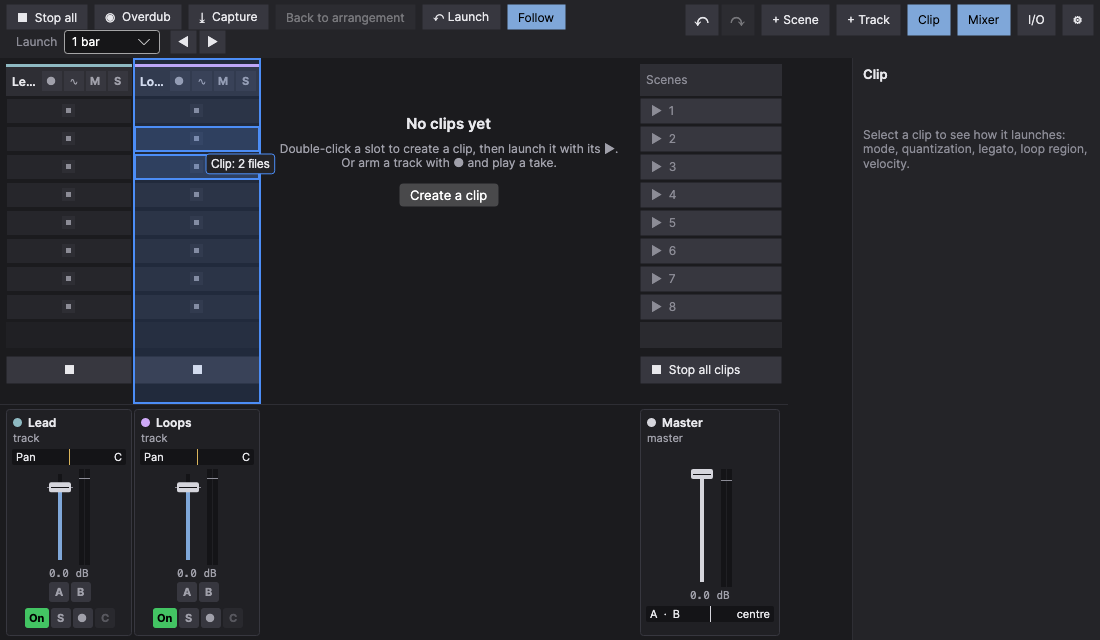 Stop all
Overdub
Capture
Back to arrangement
Launch
Follow
+ Scene
+ Track
Clip
Mixer
I/O
Launch
1 bar
Le...
M
S
Lo...
M
S
Scenes
1
2
3
4
5
6
7
8
Stop all clips
Clip: 2 files
No clips yet
Double-click a slot to create a clip, then launch it with its ▶.
Or arm a track with ● and play a take.
Create a clip
Clip
Select a clip to see how it launches:
mode, quantization, legato, loop region,
velocity.
Lead
track
Pan C
0.0 dB
A B
On S C
Loops
track
Pan C
0.0 dB
A B
On S C
Master
master
0.0 dB
A · B centre